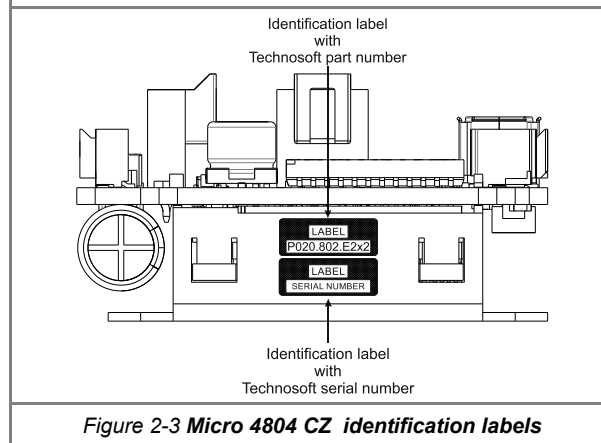 Identification label
with
Technosoft part number
LABEL
P020.802.E2x2
LABEL
SERIAL NUMBER
Identification label
with
Technosoft serial number
Figure 2-3 Micro 4804 CZ identification labels